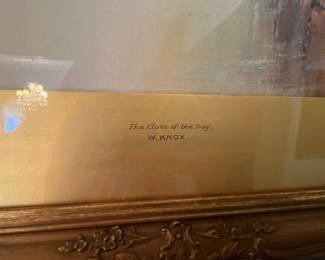 The Close of the Day.
W. KNOX.